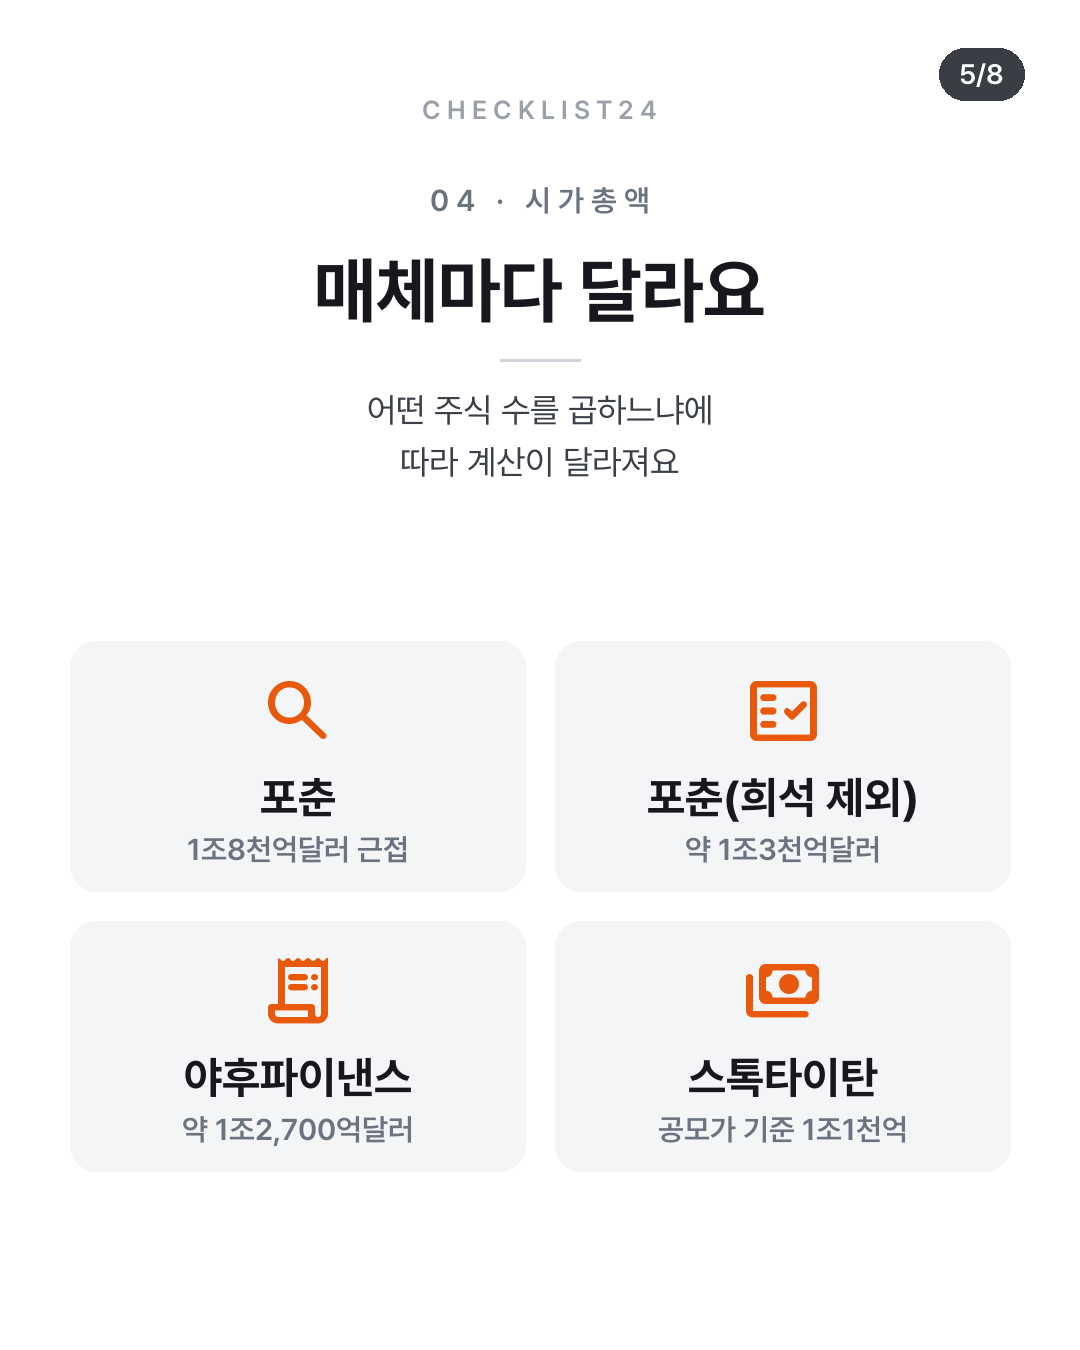 5/8
CHECKLIST24
04 · 시가총액
매체마다 달라요
어떤 주식 수를 곱하느냐에
따라 계산이 달라져요
포춘
1조8천억달러 근접
포춘(희석 제외)
약 1조3천억달러
야후파이낸스
약 1조2,700억달러
스톡타이탄
공모가 기준 1조1천억